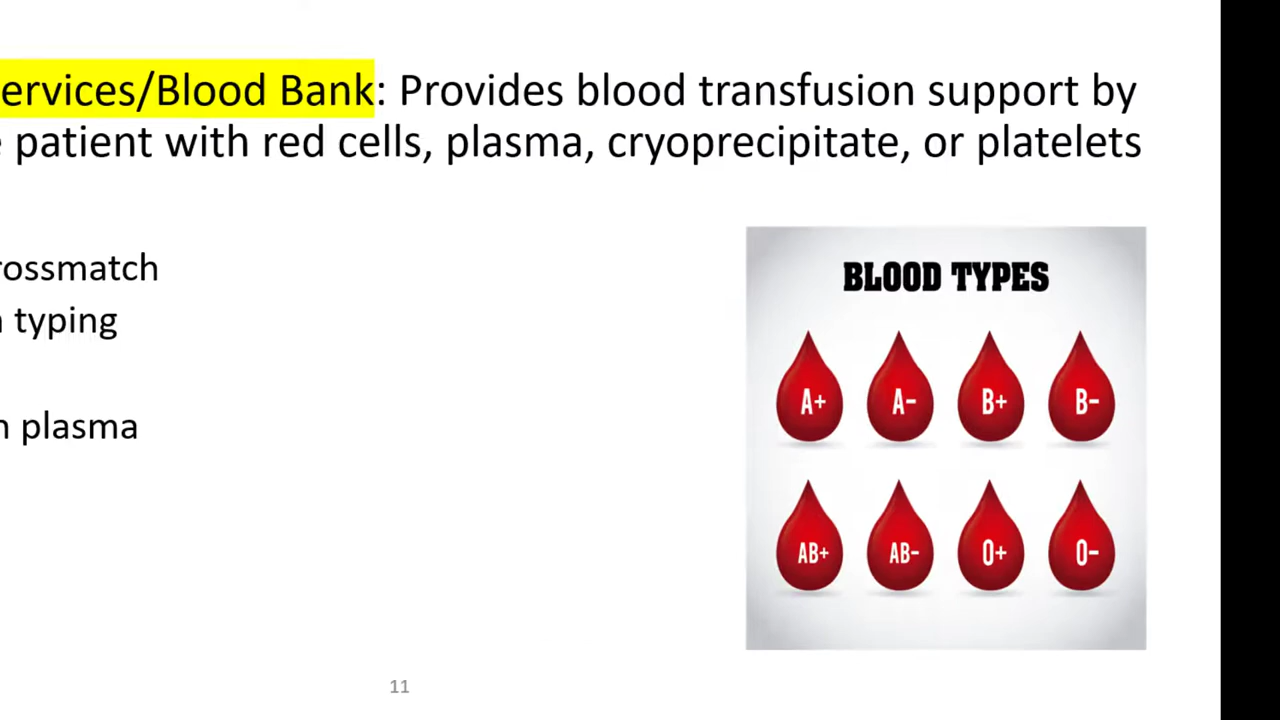 ervices/Blood Bank: Provides blood transfusion support by
patient with red cells, plasma, cryoprecipitate, or platelets
rossmatch
typing
plasma
BLOOD TYPES
A+ A- B+ B-
AB+ AB- O+ O-
11